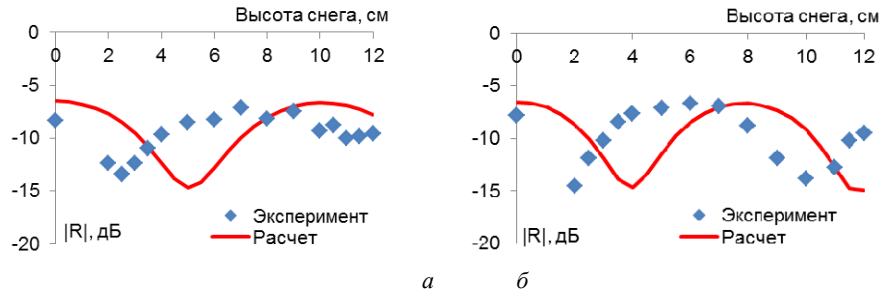 Высота снега, см
0
0 2 4 6 8 10 12
-5
-10
-15
-20
|R|, дБ
Эксперимент
Расчет
Высота снега, см
0
0 2 4 6 8 10 12
-5
-10
-15
-20
|R|, дБ
Эксперимент
Расчет
а б